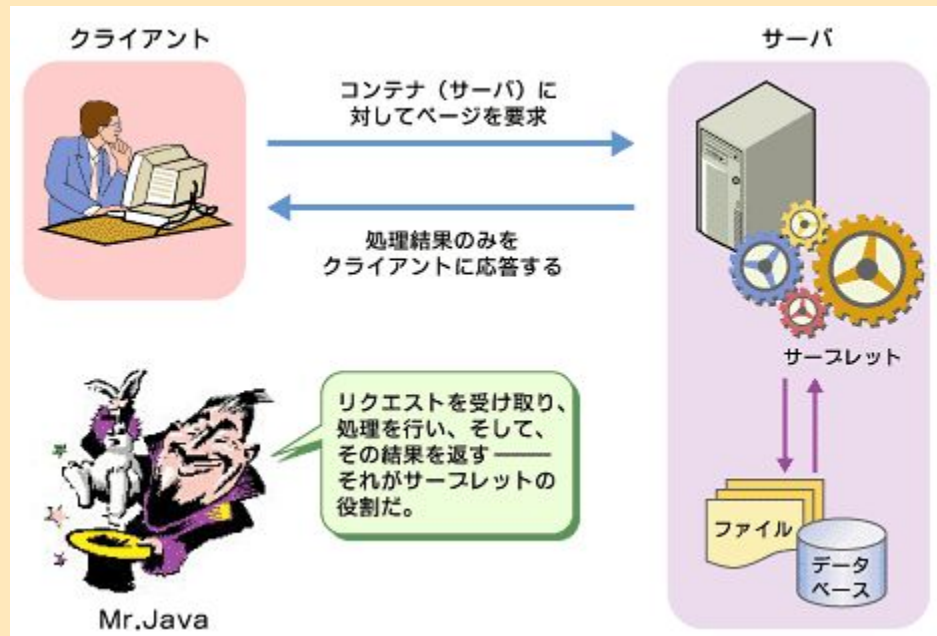 クライアント
サーバ
コンテナ（サーバ）に
対してページを要求
処理結果のみを
クライアントに応答する
サーブレット
リクエストを受け取り、
処理を行い、そして、
その結果を返す――
それがサーブレットの
役割だ。
ファイル
データ
ベース
Mr.Java